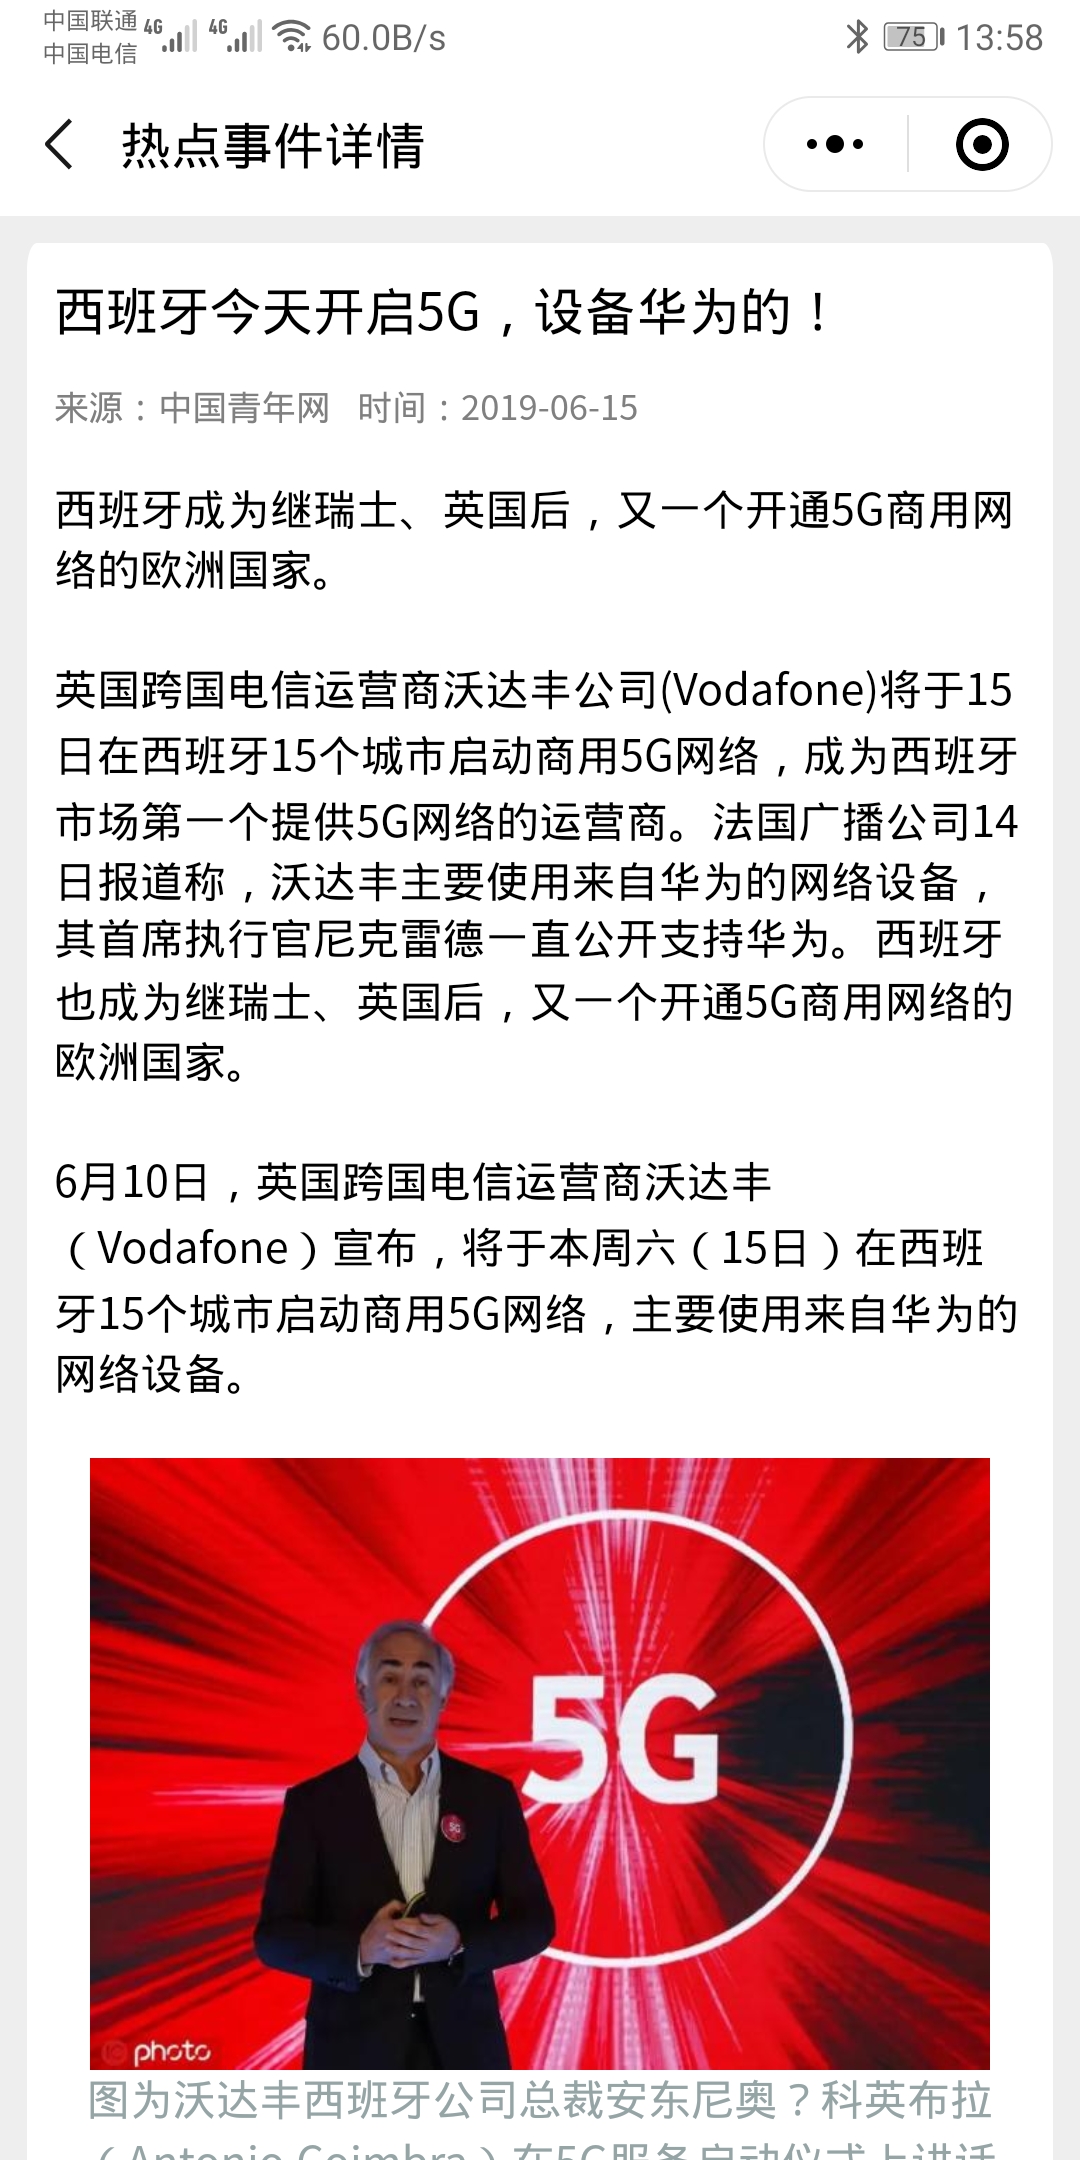 中国联通 4G 4G 60.0B/s 75 13:58
中国电信
热点事件详情
西班牙今天开启5G，设备华为的！
来源：中国青年网 时间：2019-06-15
西班牙成为继瑞士、英国后，又一个开通5G商用网
络的欧洲国家。
英国跨国电信运营商沃达丰公司(Vodafone)将于15
日在西班牙15个城市启动商用5G网络，成为西班牙
市场第一个提供5G网络的运营商。法国广播公司14
日报道称，沃达丰主要使用来自华为的网络设备，
其首席执行官尼克雷德一直公开支持华为。西班牙
也成为继瑞士、英国后，又一个开通5G商用网络的
欧洲国家。
6月10日，英国跨国电信运营商沃达丰
（Vodafone）宣布，将于本周六（15日）在西班
牙15个城市启动商用5G网络，主要使用来自华为的
网络设备。
5G
5G
photo
图为沃达丰西班牙公司总裁安东尼奥？科英布拉
（Antonio Coimbra）在5G服务启动仪式上讲话